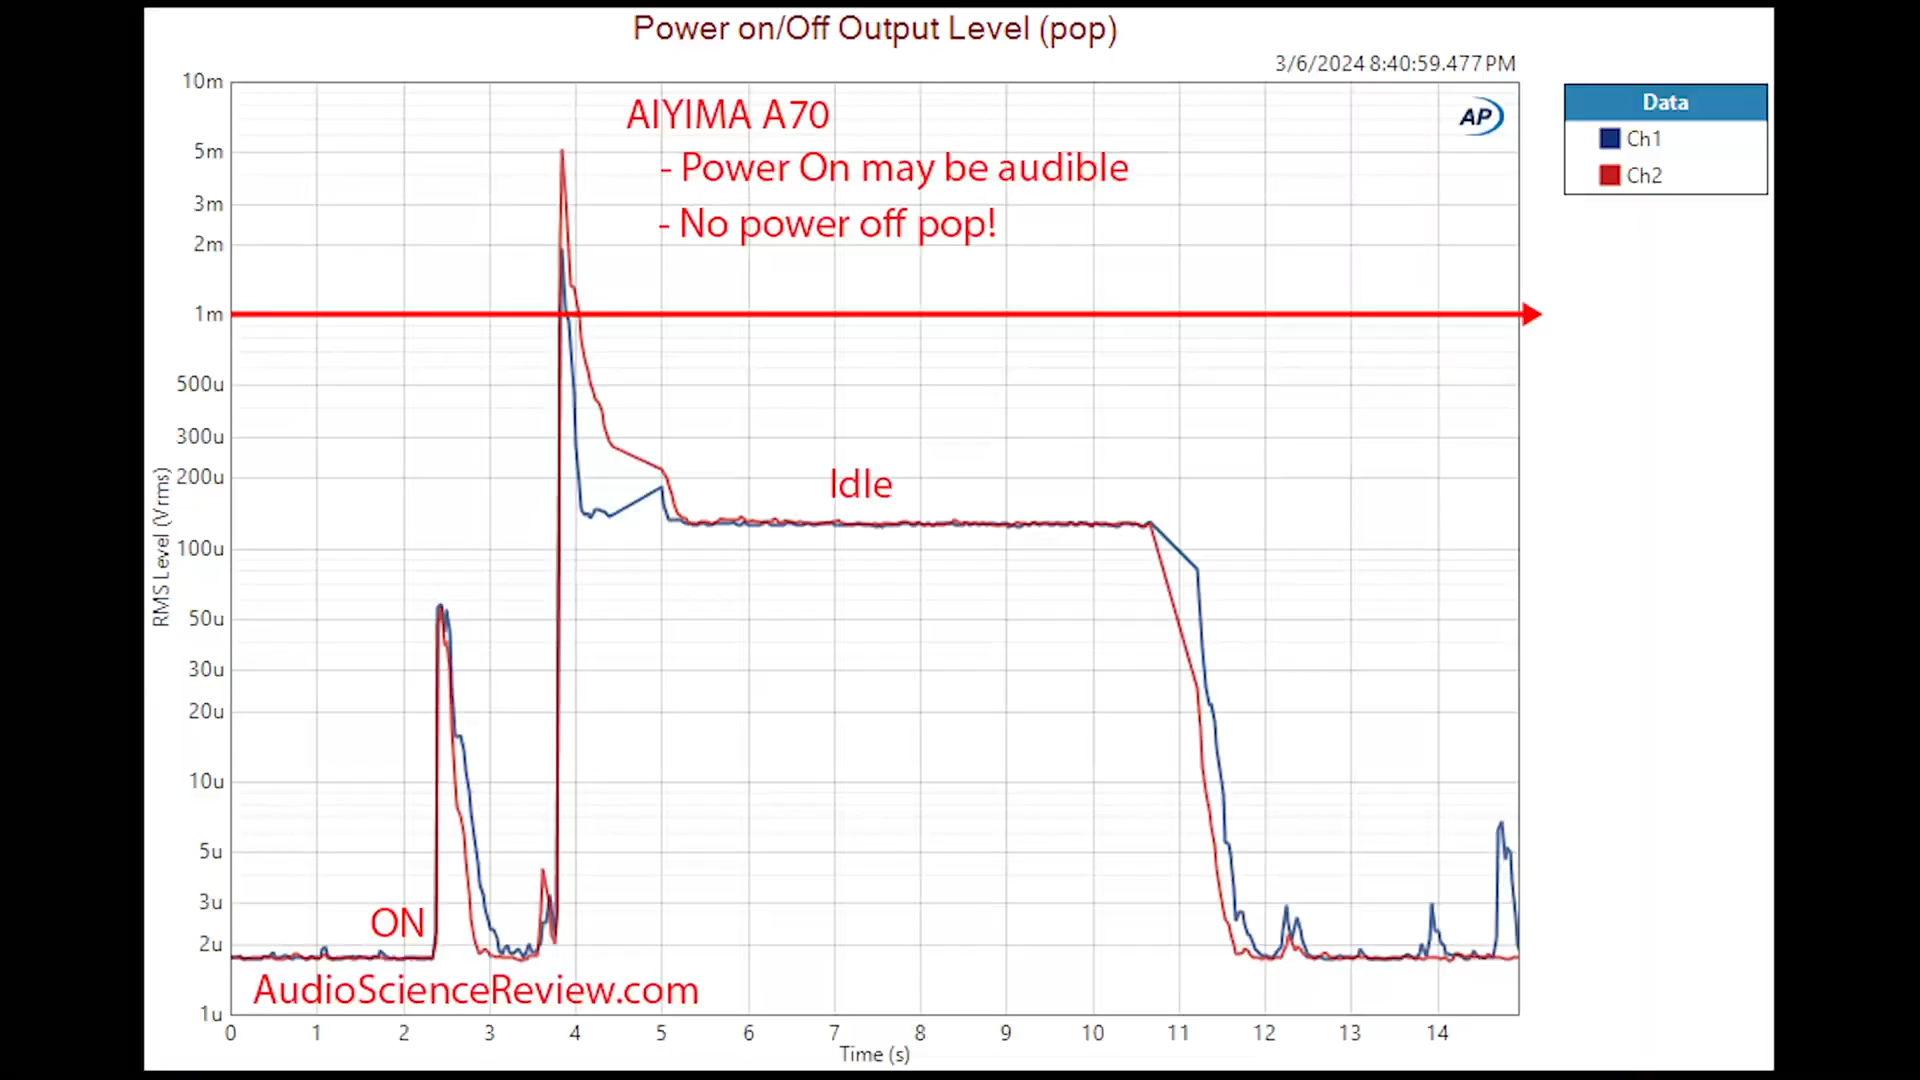 Power on/Off Output Level (pop)
3/6/2024 8:40:59.477 PM
AIYIMA A70
- Power On may be audible
- No power off pop!
AP
Data
Ch1
Ch2
10m
5m
3m
2m
1m
500u
300u
200u
100u
50u
30u
20u
10u
5u
3u
2u
1u
RMS Level (Vrms)
Idle
ON
AudioScienceReview.com
0 1 2 3 4 5 6 7 8 9 10 11 12 13 14
Time (s)